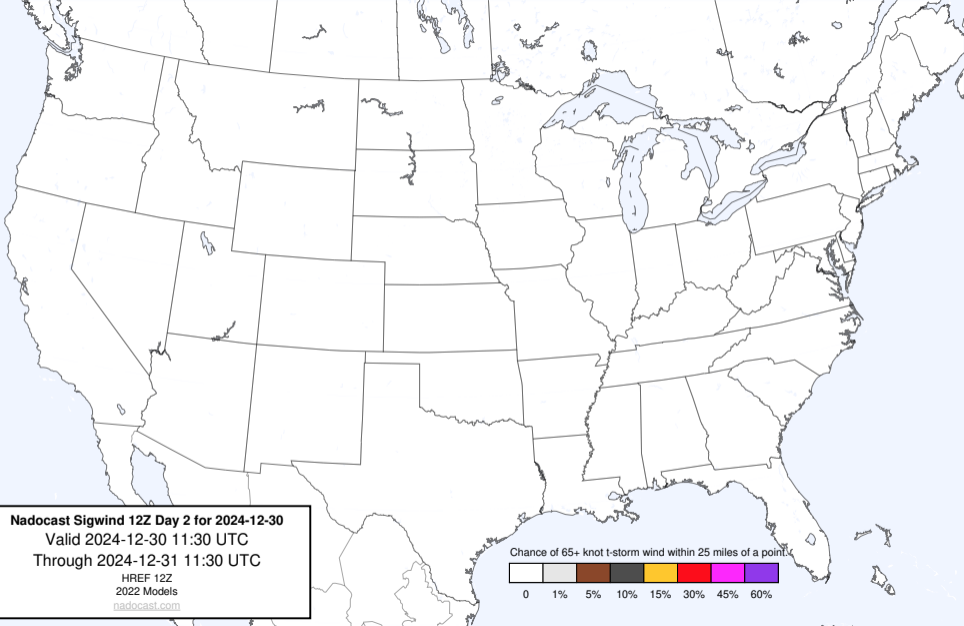 Nadocast Sigwind 12Z Day 2 for 2024-12-30
Valid 2024-12-30 11:30 UTC
Through 2024-12-31 11:30 UTC
HREF 12Z
2022 Models
nadocast.com
Chance of 65+ knot t-storm wind within 25 miles of a point.
0 1% 5% 10% 15% 30% 45% 60%